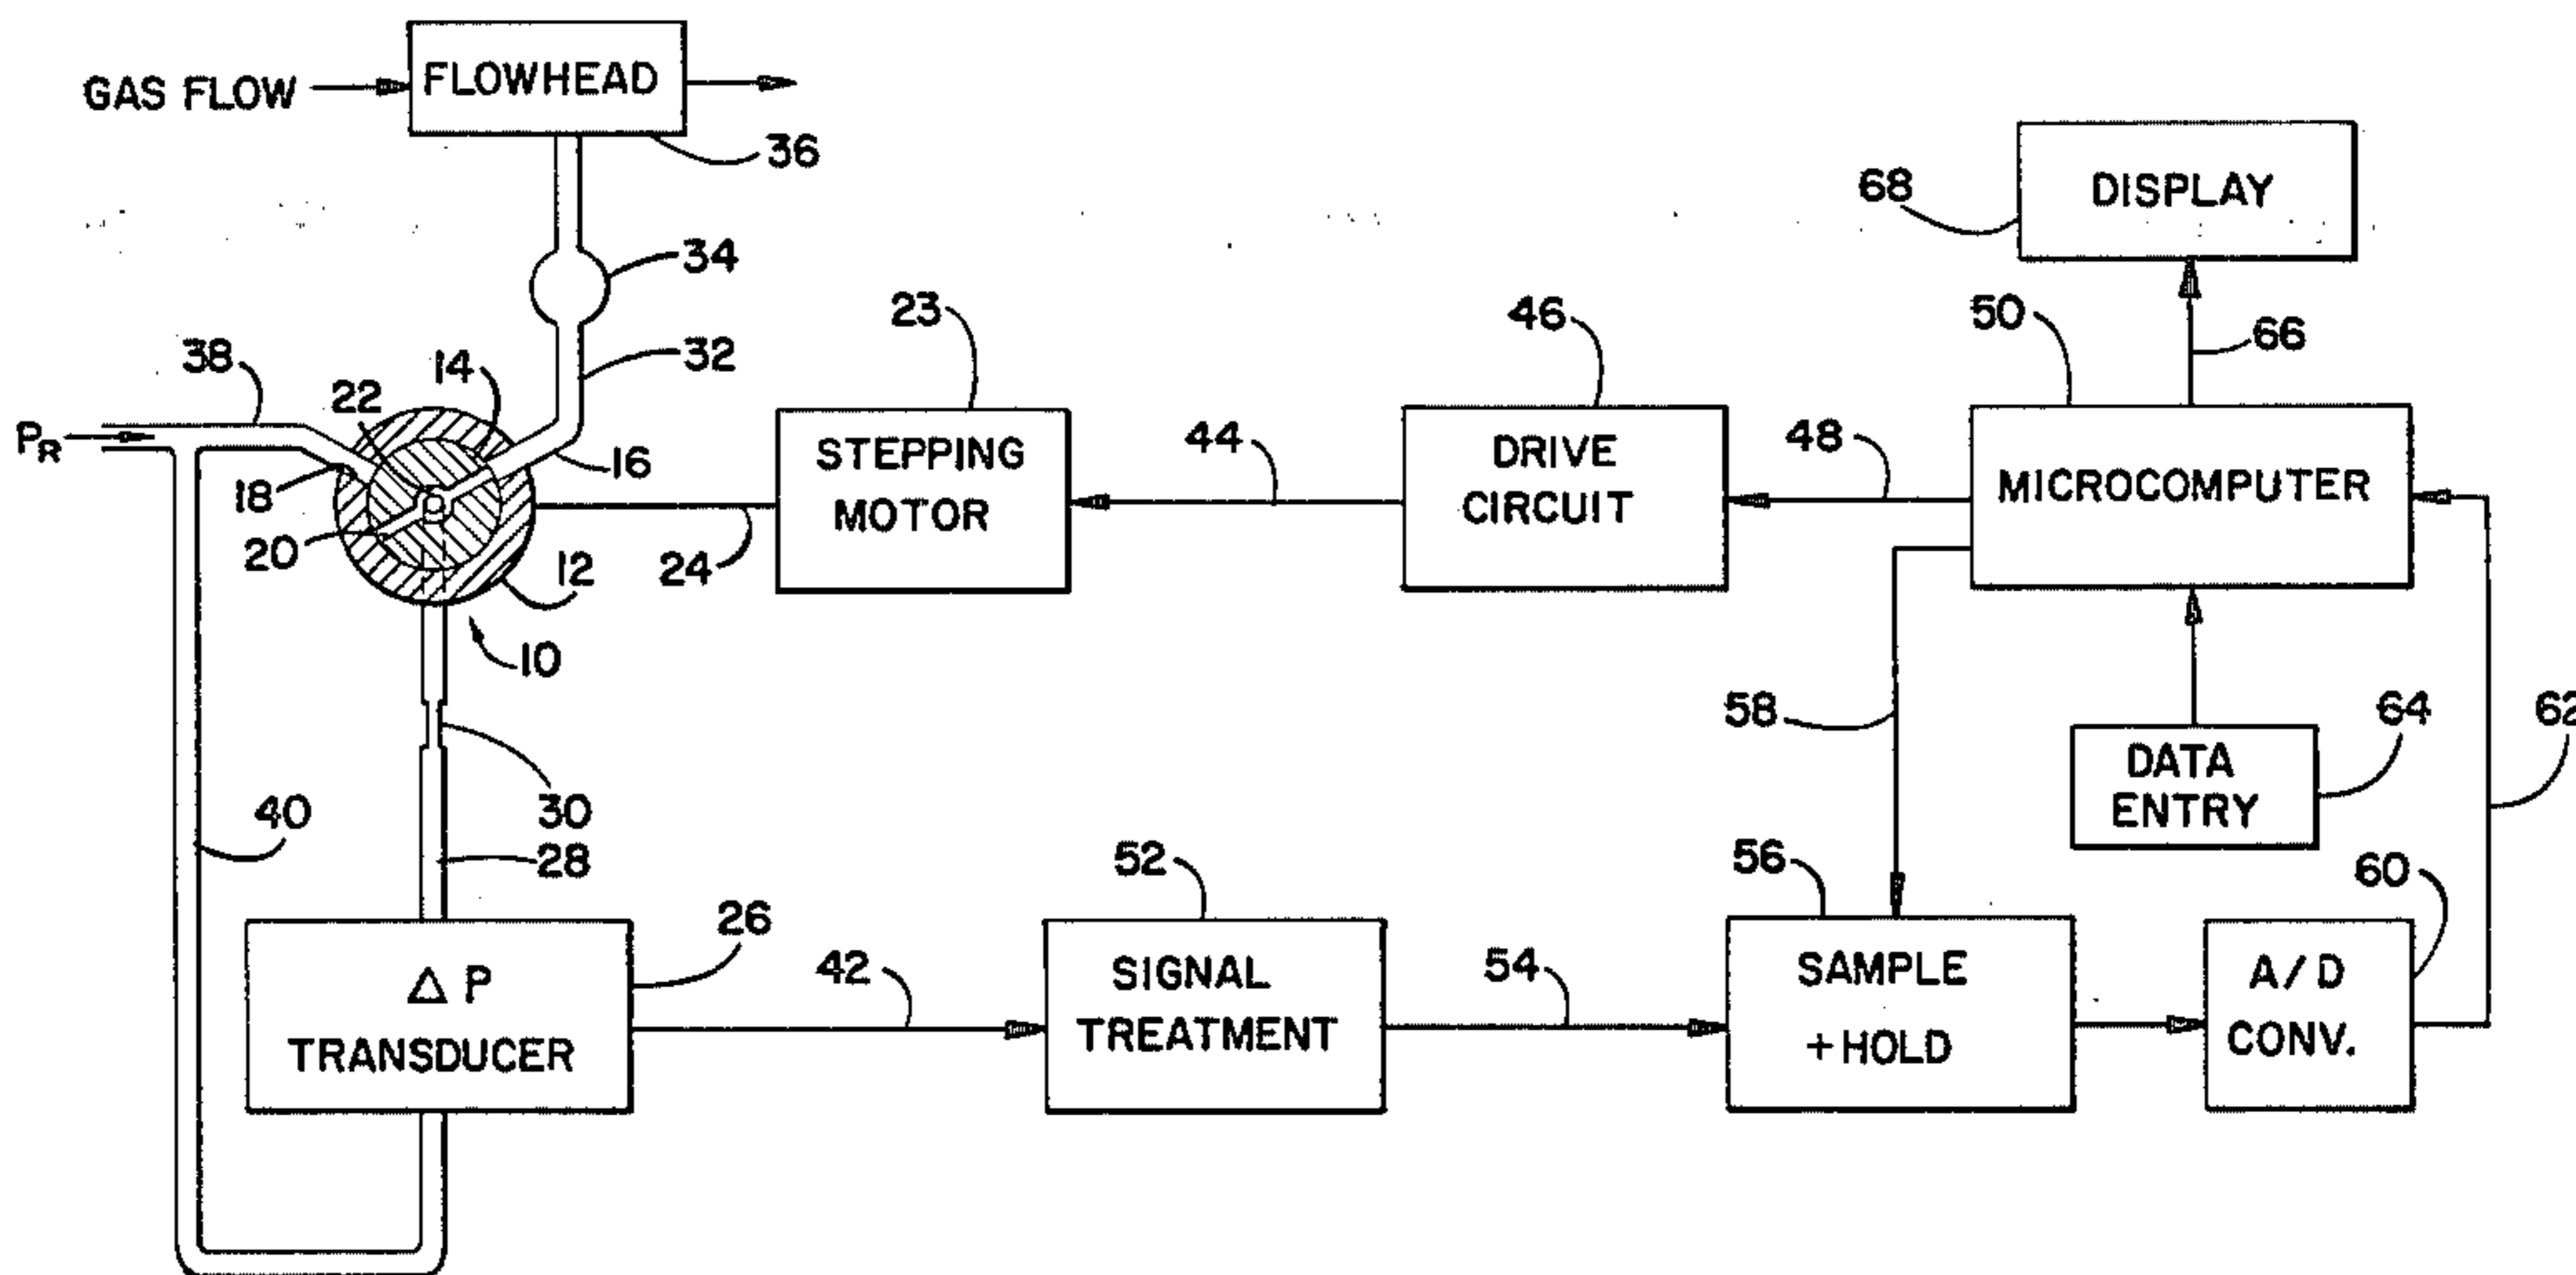 GAS FLOW
FLOWHEAD
36
34
32
38
22
14
PR
18
16
20
12
10
24
23
STEPPING
MOTOR
44
46
DRIVE
CIRCUIT
48
50
MICROCOMPUTER
66
68
DISPLAY
58
64
DATA
ENTRY
62
30
28
40
26
Δ P
TRANSDUCER
42
52
SIGNAL
TREATMENT
54
56
SAMPLE
+HOLD
60
A/D
CONV.